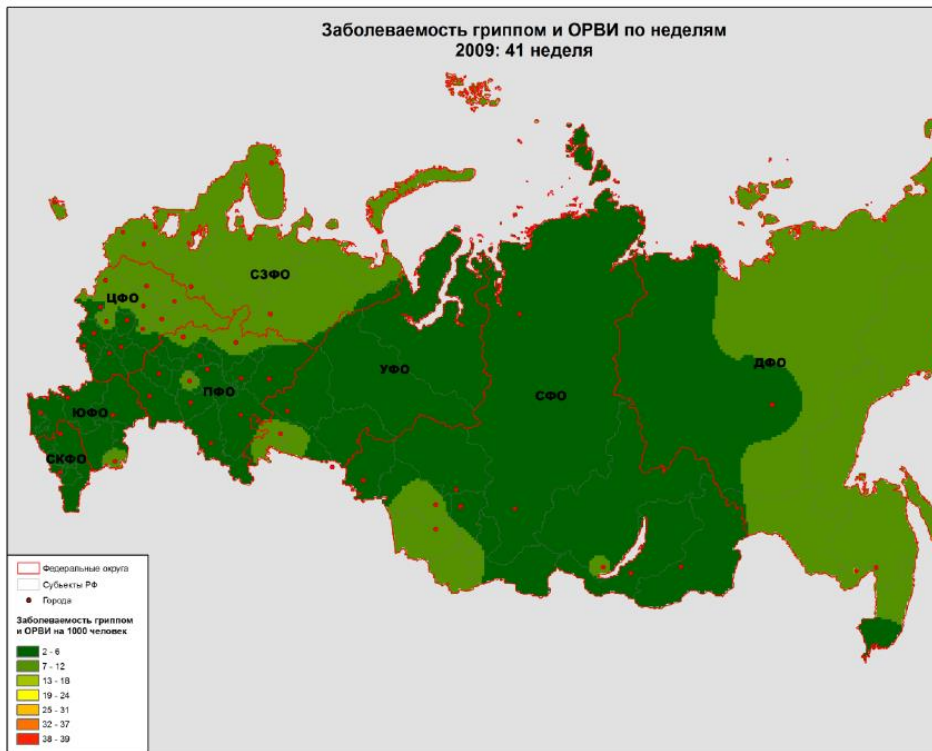 Заболеваемость гриппом и ОРВИ по неделям
2009: 41 неделя
СЗФО
ЦФО
ДФО
УФО
ПФО
СФО
ЮФО
СКФО
Федеральные округа
Субъекты РФ
Города
Заболеваемость гриппом
и ОРВИ на 1000 человек
2 - 6
7 - 12
13 - 18
19 - 24
25 - 31
32 - 37
38 - 39